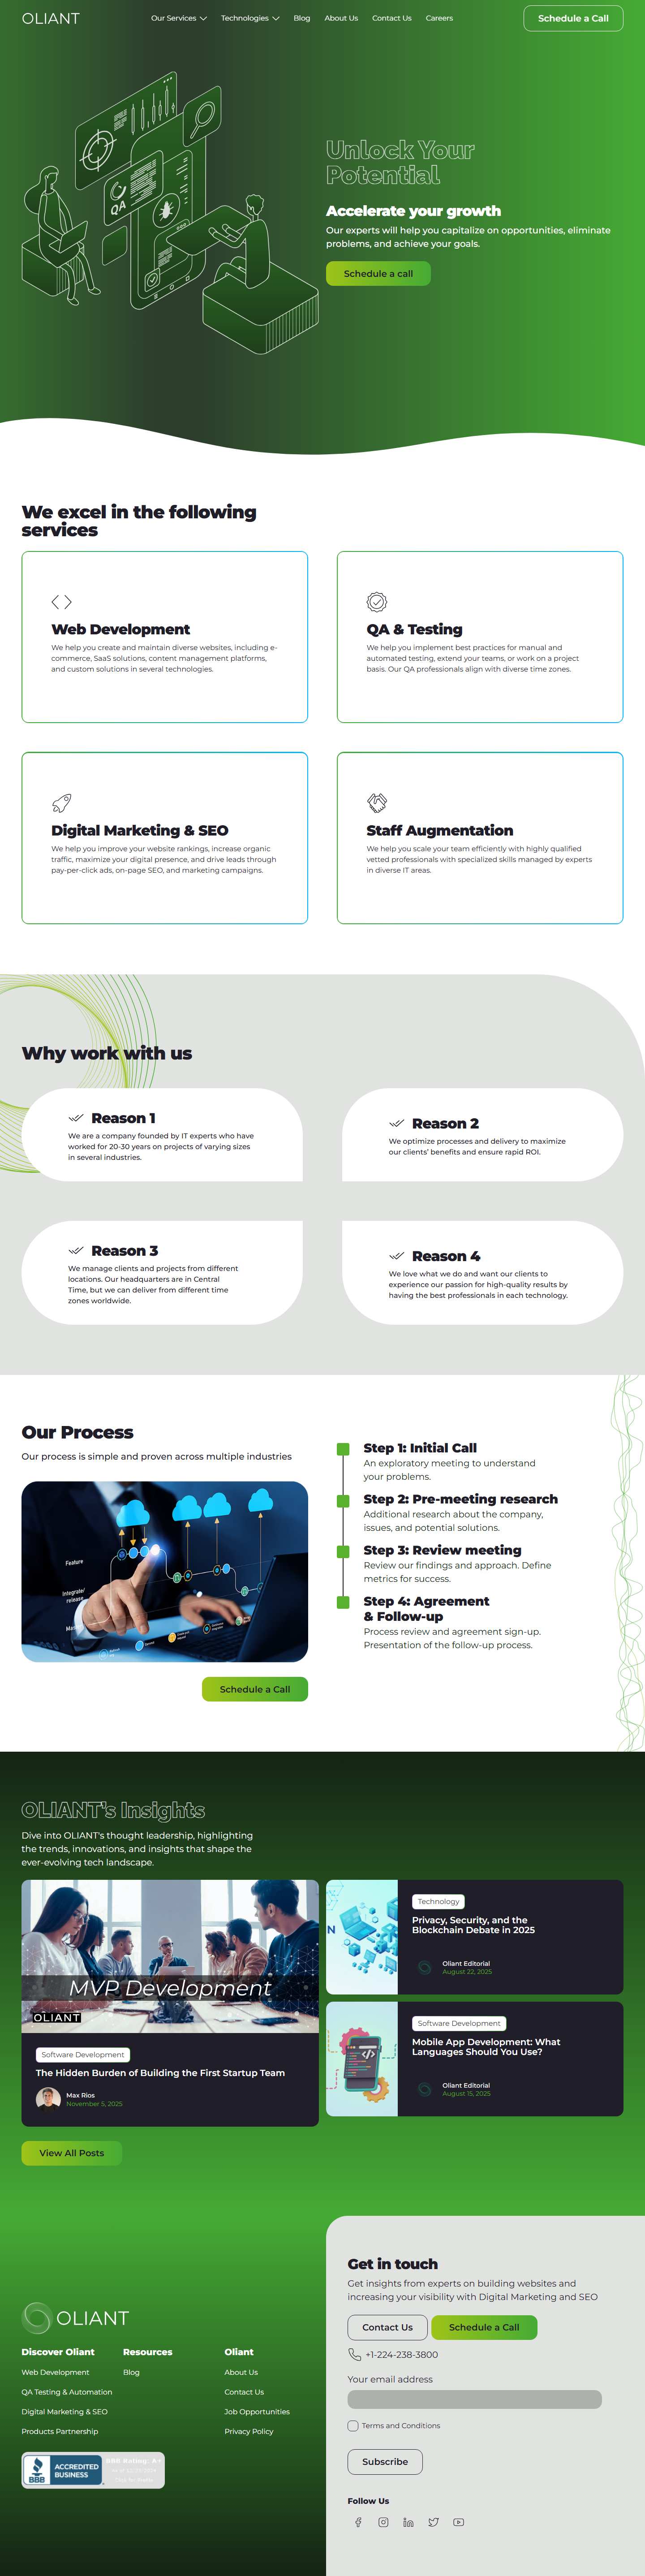 OLIANT
Our Services
Technologies
Blog
About Us
Contact Us
Careers
Schedule a Call
QA
Unlock Your
Potential
Accelerate your growth
Our experts will help you capitalize on opportunities, eliminate
problems, and achieve your goals.
Schedule a call
We excel in the following
services
Web Development
We help you create and maintain diverse websites, including e-
commerce, SaaS solutions, content management platforms,
and custom solutions in several technologies.
QA & Testing
We help you implement best practices for manual and
automated testing, extend your teams, or work on a project
basis. Our QA professionals align with diverse time zones.
Digital Marketing & SEO
We help you improve your website rankings, increase organic
traffic, maximize your digital presence, and drive leads through
pay-per-click ads, on-page SEO, and marketing campaigns.
Staff Augmentation
We help you scale your team efficiently with highly qualified
vetted professionals with specialized skills managed by experts
in diverse IT areas.
Why work with us
Reason 1
We are a company founded by IT experts who have
worked for 20-30 years on projects of varying sizes
in several industries.
Reason 2
We optimize processes and delivery to maximize
our clients' benefits and ensure rapid ROI.
Reason 3
We manage clients and projects from different
locations. Our headquarters are in Central
Time, but we can deliver from different time
zones worldwide.
Reason 4
We love what we do and want our clients to
experience our passion for high-quality results by
having the best professionals in each technology.
Our Process
Our process is simple and proven across multiple industries
Feature
Integrate/
release
Schedule a Call
Step 1: Initial Call
An exploratory meeting to understand
your problems.
Step 2: Pre-meeting research
Additional research about the company,
issues, and potential solutions.
Step 3: Review meeting
Review our findings and approach. Define
metrics for success.
Step 4: Agreement
& Follow-up
Process review and agreement sign-up.
Presentation of the follow-up process.
OLIANT's Insights
Dive into OLIANT's thought leadership, highlighting
the trends, innovations, and insights that shape the
ever-evolving tech landscape.
MVP Development
OLIANT
Software Development
The Hidden Burden of Building the First Startup Team
Max Rios
November 5, 2025
Technology
Privacy, Security, and the
Blockchain Debate in 2025
Oliant Editorial
August 22, 2025
Software Development
Mobile App Development: What
Languages Should You Use?
Oliant Editorial
August 15, 2025
View All Posts
OLIANT
Discover Oliant
Web Development
QA Testing & Automation
Digital Marketing & SEO
Products Partnership
Resources
Blog
Oliant
About Us
Contact Us
Job Opportunities
Privacy Policy
BBB
ACCREDITED
BUSINESS
BBB Rating: A+
Get in touch
Get insights from experts on building websites and
increasing your visibility with Digital Marketing and SEO
Contact Us
Schedule a Call
+1-224-238-3800
Your email address
Terms and Conditions
Subscribe
Follow Us